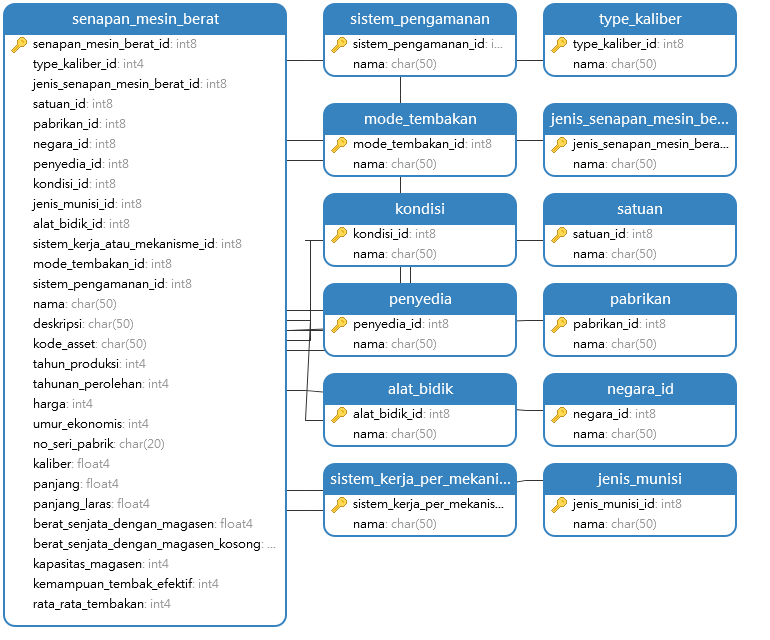 senapan_mesin_berat
senapan_mesin_berat_id: int8
type_kaliber_id: int4
jenis_senapan_mesin_berat_id: int8
satuan_id: int8
pabrikan_id: int8
negara_id: int8
penyedia_id: int8
kondisi_id: int8
jenis_munisi_id: int8
alat_bidik_id: int8
sistem_kerja_atau_mekanisme_id: int8
mode_tembakan_id: int8
sistem_pengamanan_id: int8
nama: char(50)
deskripsi: char(50)
kode_asset: char(50)
tahun_produksi: int4
tahunan_perolehan: int4
harga: int4
umur_ekonomis: int4
no_seri_pabrik: char(20)
kaliber: float4
panjang: float4
panjang_laras: float4
berat_senjata_dengan_magasen: float4
berat_senjata_dengan_magasen_kosong: ...
kapasitas_magasen: int4
kemampuan_tembak_efektif: int4
rata_rata_tembakan: int4
sistem_pengamanan
sistem_pengamanan_id: i...
nama: char(50)
type_kaliber
type_kaliber_id: int8
nama: char(50)
mode_tembakan
mode_tembakan_id: int8
nama: char(50)
jenis_senapan_mesin_be...
jenis_senapan_mesin_bera...
nama: char(50)
kondisi
kondisi_id: int8
nama: char(50)
satuan
satuan_id: int8
nama: char(50)
penyedia
penyedia_id: int8
nama: char(50)
pabrikan
pabrikan_id: int8
nama: char(50)
alat_bidik
alat_bidik_id: int8
nama: char(50)
negara_id
negara_id: int8
nama: char(50)
sistem_kerja_per_mekani...
sistem_kerja_per_mekanis...
nama: char(50)
jenis_munisi
jenis_munisi_id: int8
nama: char(50)